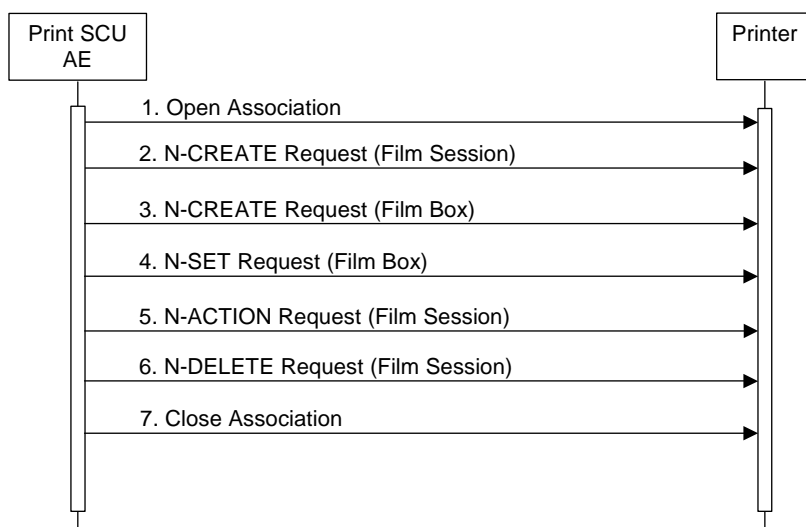 Print SCU
AE
Printer
1. Open Association
2. N-CREATE Request (Film Session)
3. N-CREATE Request (Film Box)
4. N-SET Request (Film Box)
5. N-ACTION Request (Film Session)
6. N-DELETE Request (Film Session)
7. Close Association